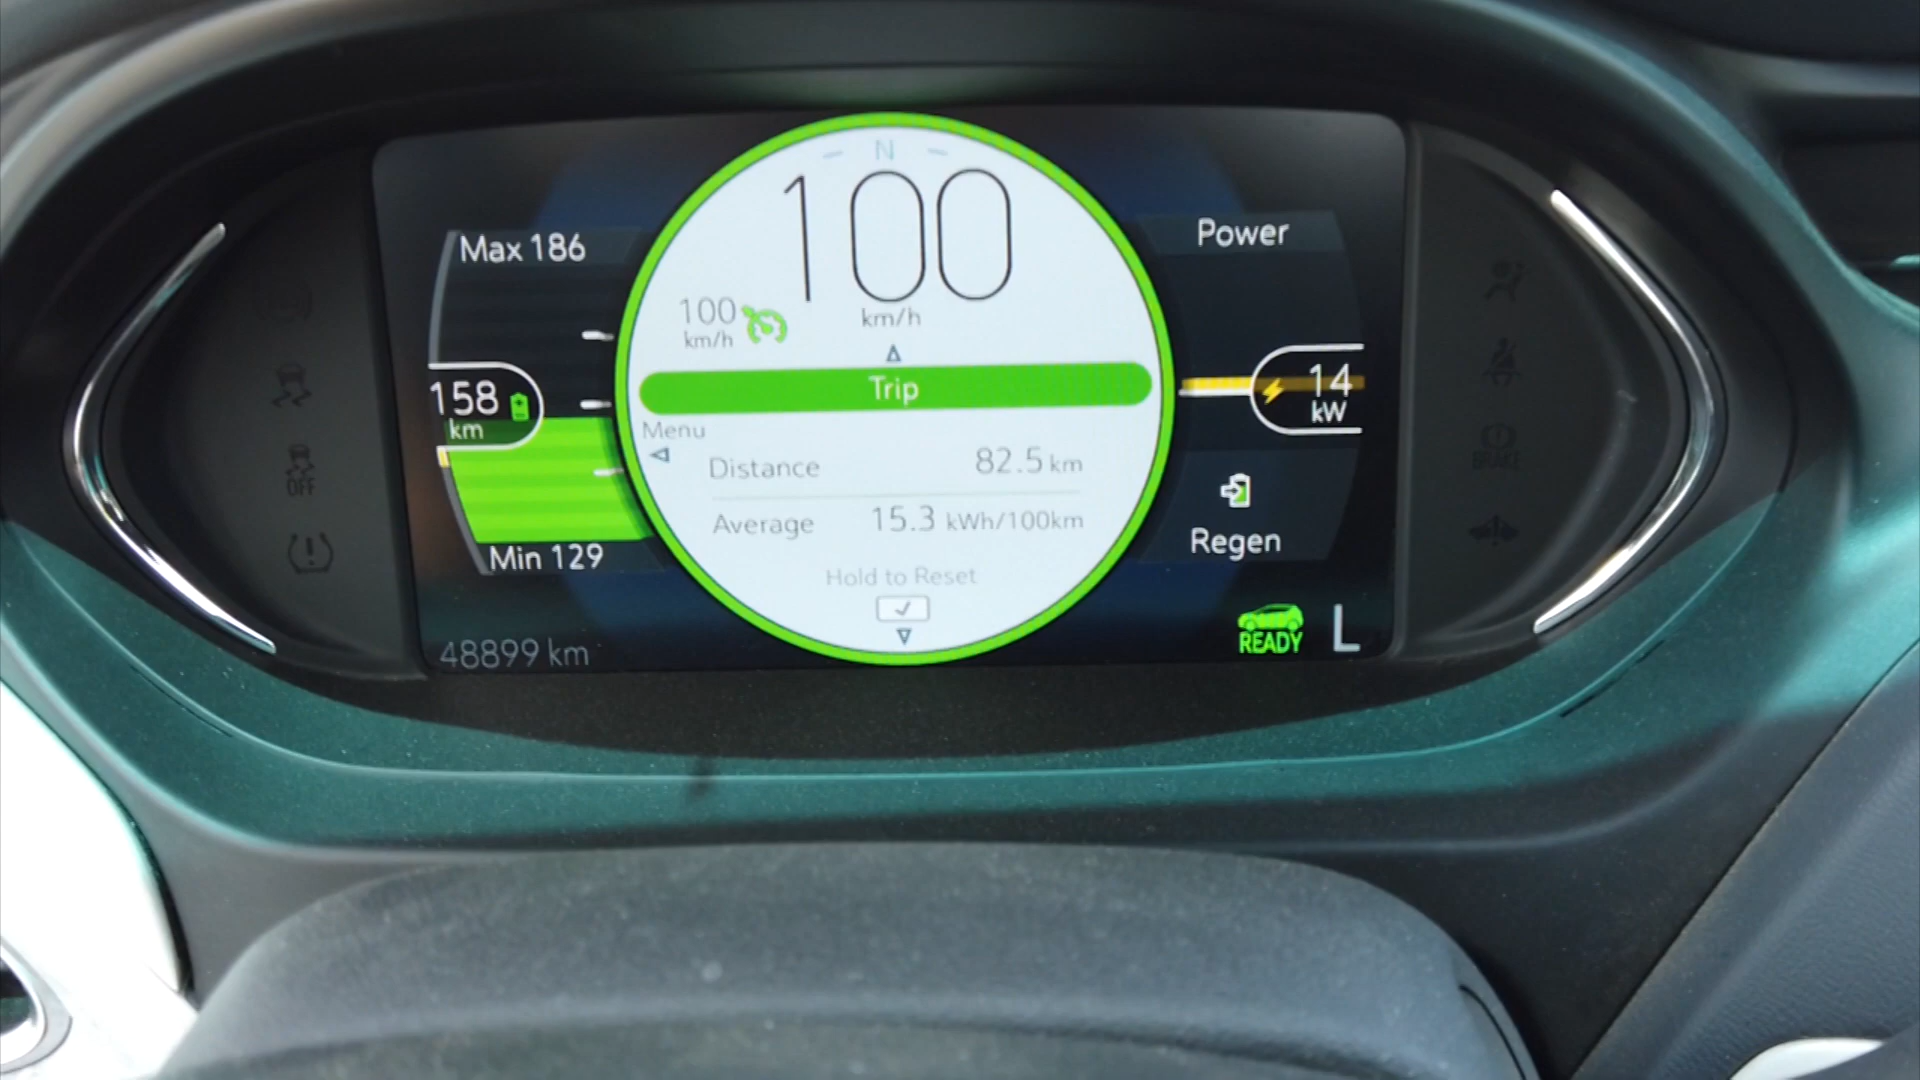 N
100
km/h
100
km/h
Max 186
158
km
Min 129
48899 km
Trip
Menu
Distance 82.5 km
Average 15.3 kWh/100km
Hold to Reset
Power
14
kW
Regen
READY L
OFF
BRAKE